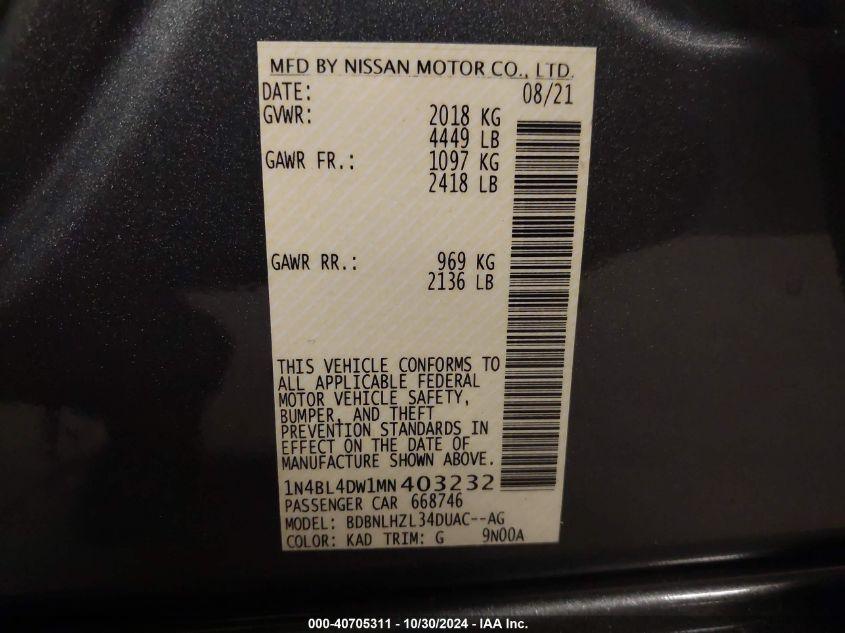 MFD BY NISSAN MOTOR CO., LTD.
DATE: 08/21
GVWR: 2018 KG
4449 LB
GAWR FR.: 1097 KG
2418 LB
GAWR RR.: 969 KG
2136 LB
THIS VEHICLE CONFORMS TO
ALL APPLICABLE FEDERAL
MOTOR VEHICLE SAFETY,
BUMPER, AND THEFT
PREVENTION STANDARDS IN
EFFECT ON THE DATE OF
MANUFACTURE SHOWN ABOVE.
1N4BL4DW1MN403232
PASSENGER CAR 668746
MODEL: BDBNLHZL34DUAC--AG
COLOR: KAD TRIM: G 9N00A
000-40705311 - 10/30/2024 - IAA Inc.